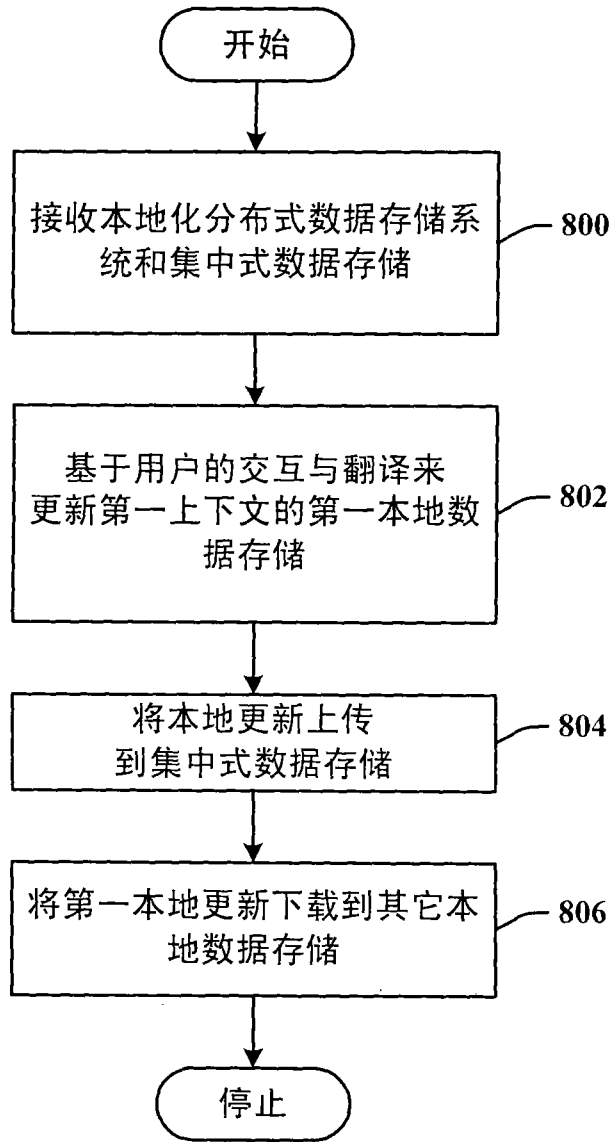 开始
接收本地化分布式数据存储系
统和集中式数据存储
800
基于用户的交互与翻译来
更新第一上下文的第一本地数
据存储
802
将本地更新上传
到集中式数据存储
804
将第一本地更新下载到其它本
地数据存储
806
停止